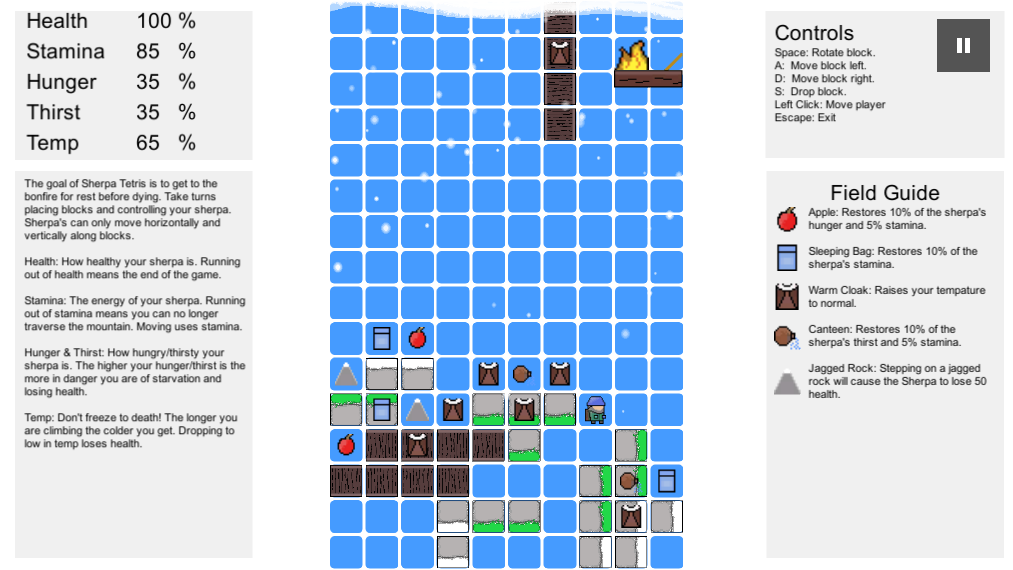 Health 100 %
Stamina 85 %
Hunger 35 %
Thirst 35 %
Temp 65 %
The goal of Sherpa Tetris is to get to the
bonfire for rest before dying. Take turns
placing blocks and controlling your sherpa.
Sherpa's can only move horizontally and
vertically along blocks.
Health: How healthy your sherpa is. Running
out of health means the end of the game.
Stamina: The energy of your sherpa. Running
out of stamina means you can no longer
traverse the mountain. Moving uses stamina.
Hunger & Thirst: How hungry/thirsty your
sherpa is. The higher your hunger/thirst is the
more in danger you are of starvation and
losing health.
Temp: Don't freeze to death! The longer you
are climbing the colder you get. Dropping to
low in temp loses health.
Controls
Space: Rotate block.
A: Move block left.
D: Move block right.
S: Drop block.
Left Click: Move player
Escape: Exit
Field Guide
Apple: Restores 10% of the sherpa's
hunger and 5% stamina.
Sleeping Bag: Restores 10% of the
sherpa's stamina.
Warm Cloak: Raises your tempature
to normal.
Canteen: Restores 10% of the
sherpa's thirst and 5% stamina.
Jagged Rock: Stepping on a jagged
rock will cause the Sherpa to lose 50
health.